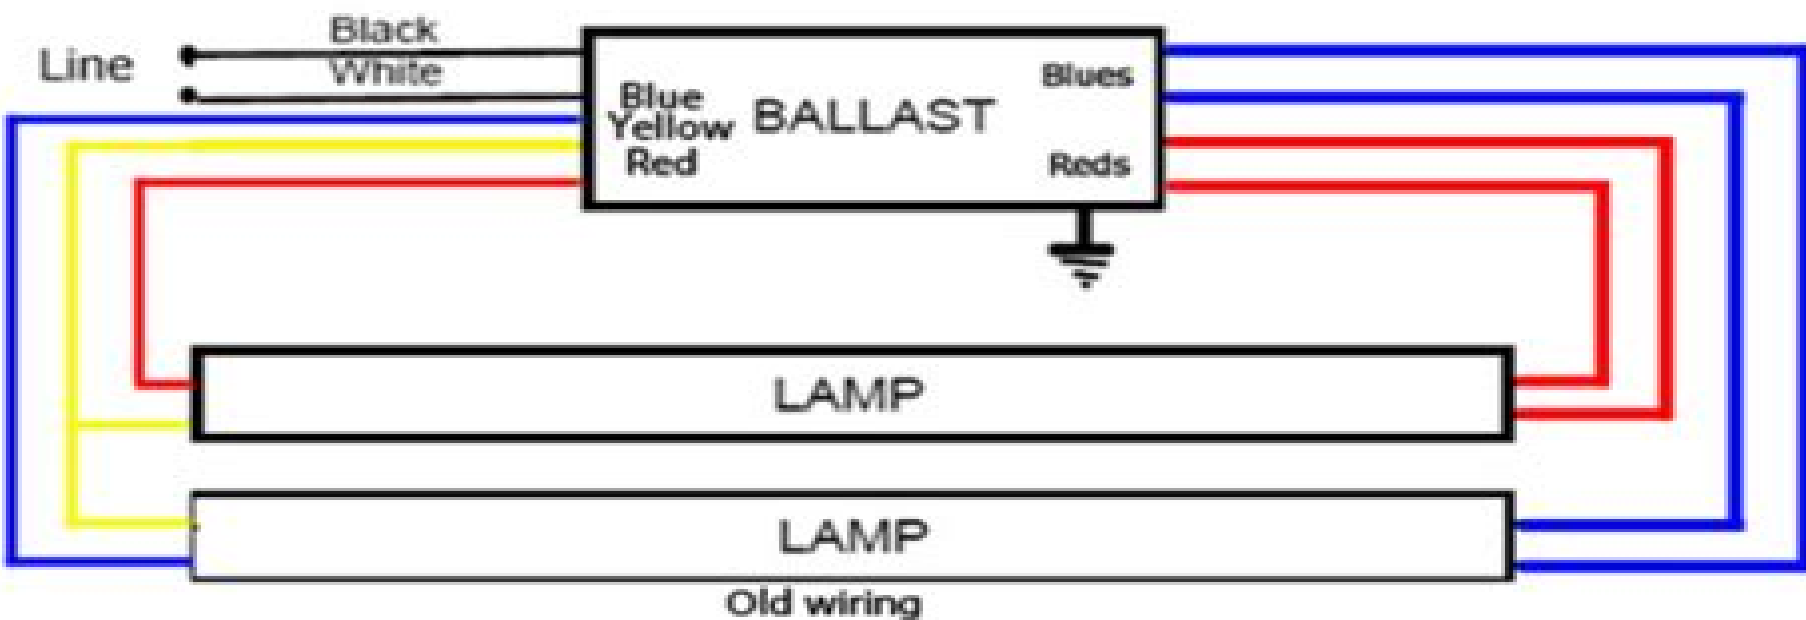 Black
Line
White
Blue
Yellow
Red
BALLAST
Blues
Reds
LAMP
LAMP
Old wiring